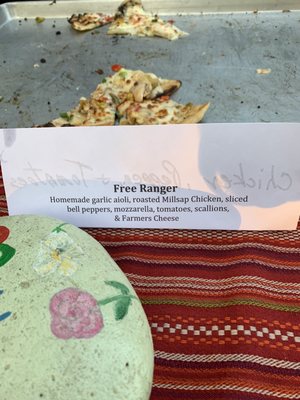 Free Ranger
Homemade garlic aioli, roasted Millsap Chicken, sliced
bell peppers, mozzarella, tomatoes, scallions,
& Farmers Cheese